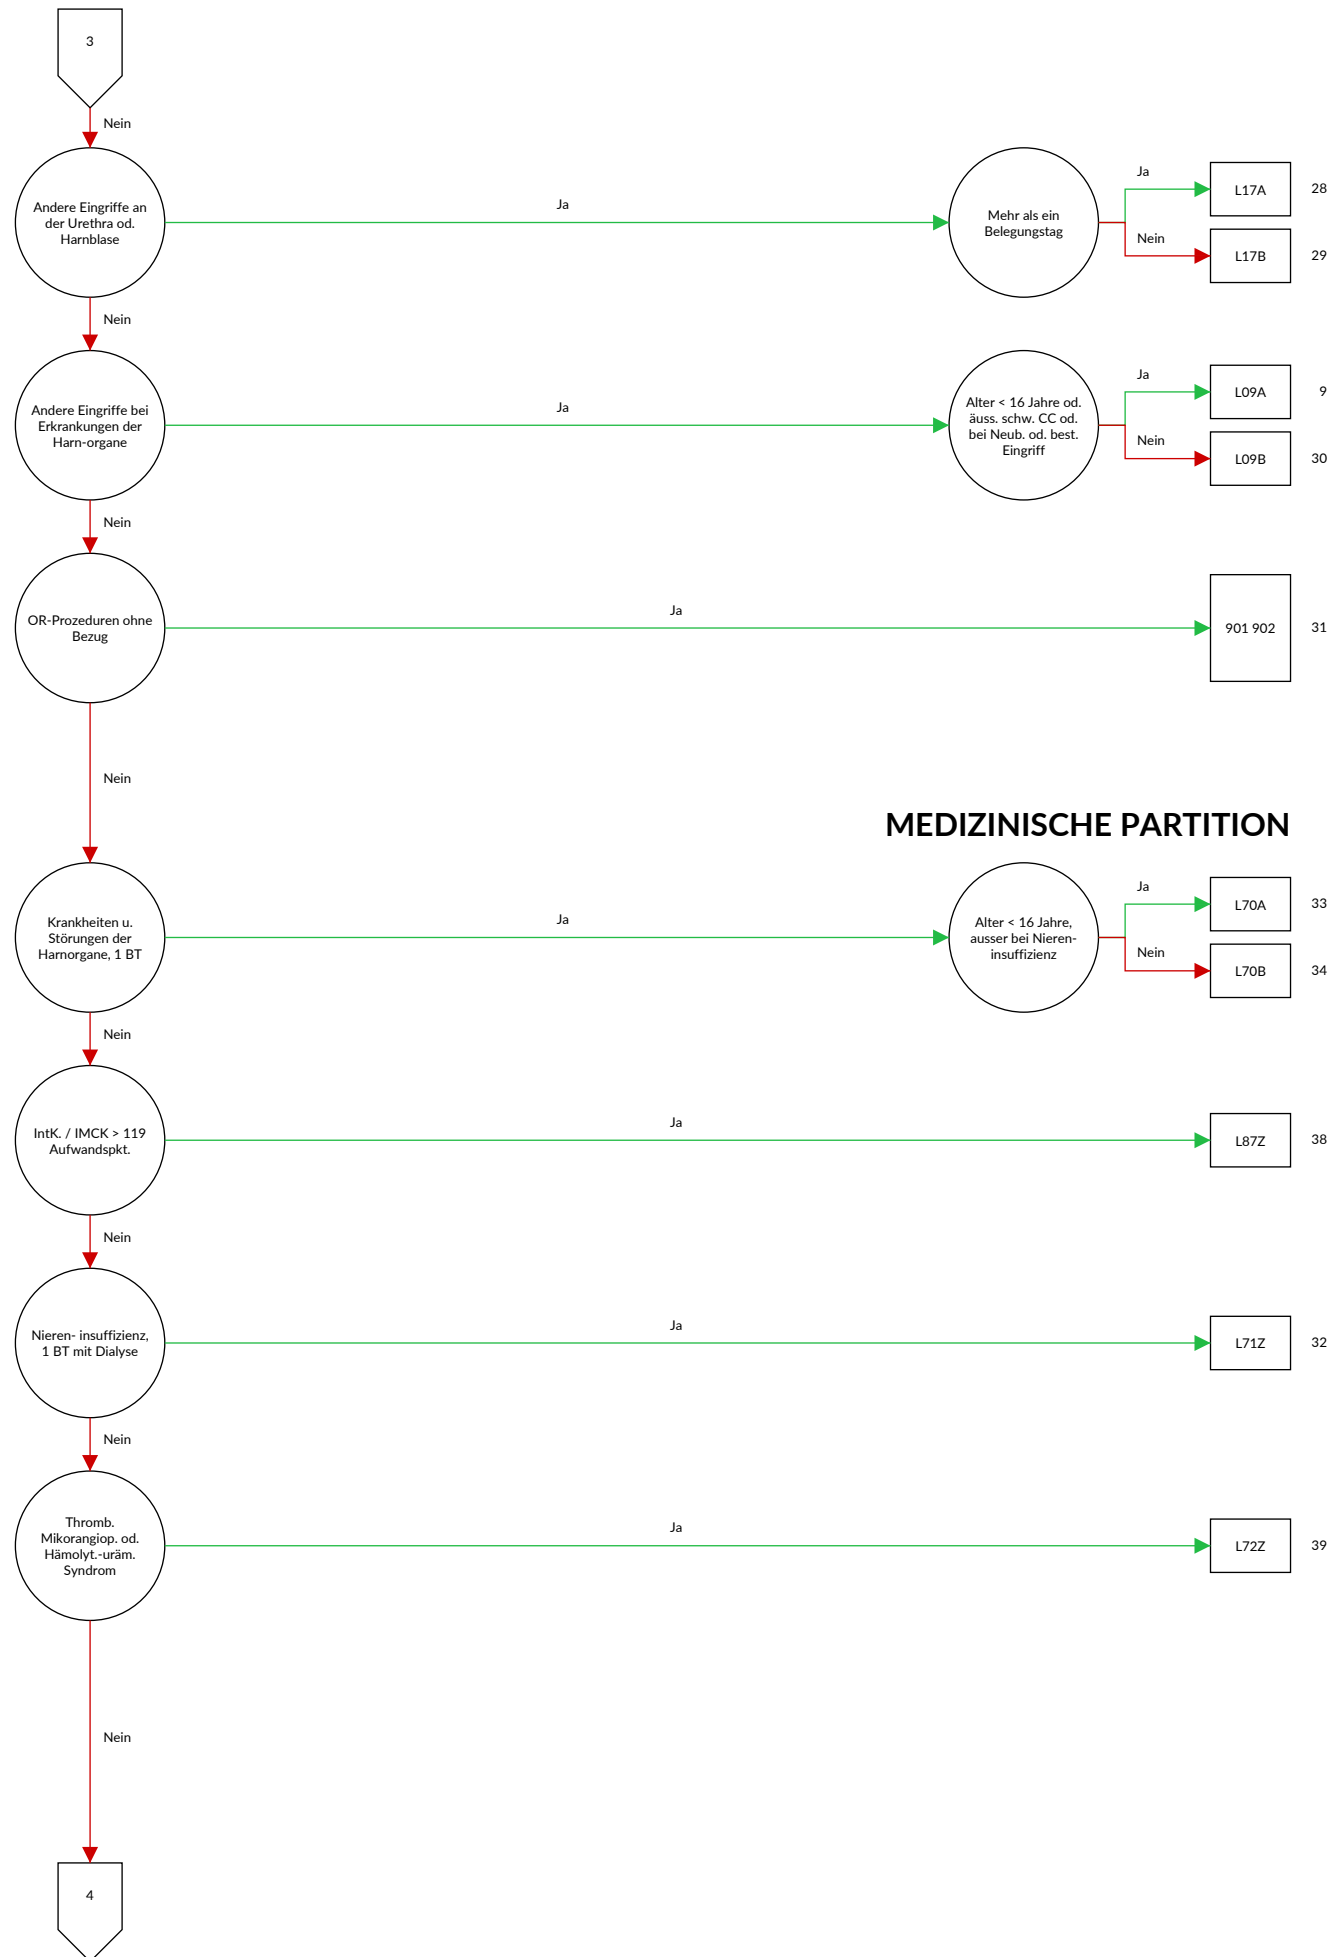 3
Nein
Andere Eingriffe an
der Urethra od.
Harnblase
Ja
Mehr als ein
Belegungstag
Ja
L17A
28
Nein
L17B
29
Nein
Andere Eingriffe bei
Erkrankungen der
Harn-organe
Ja
Alter < 16 Jahre od.
äuss. schw. CC od.
bei Neub. od. best.
Eingriff
Ja
L09A
9
Nein
L09B
30
Nein
OR-Prozeduren ohne
Bezug
Ja
901 902
31
Nein
MEDIZINISCHE PARTITION
Krankheiten u.
Störungen der
Harnorgane, 1 BT
Ja
Alter < 16 Jahre,
ausser bei Nieren-
insuffizienz
Ja
L70A
33
Nein
L70B
34
Nein
IntK. / IMCK > 119
Aufwandspkt.
Ja
L87Z
38
Nein
Nieren- insuffizienz,
1 BT mit Dialyse
Ja
L71Z
32
Nein
Thromb.
Mikorangiop. od.
Hämolyt.-uräm.
Syndrom
Ja
L72Z
39
Nein
4